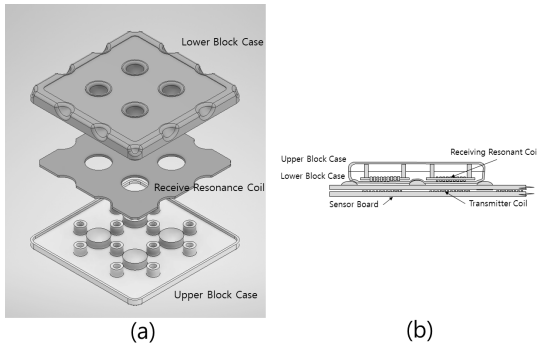 Lower Block Case
Receive Resonance Coil
Upper Block Case
(a)
Receiving Resonant Coi
Upper Block Case
Lower Block Case
Sensor Board
Transmitter Coil
(b)